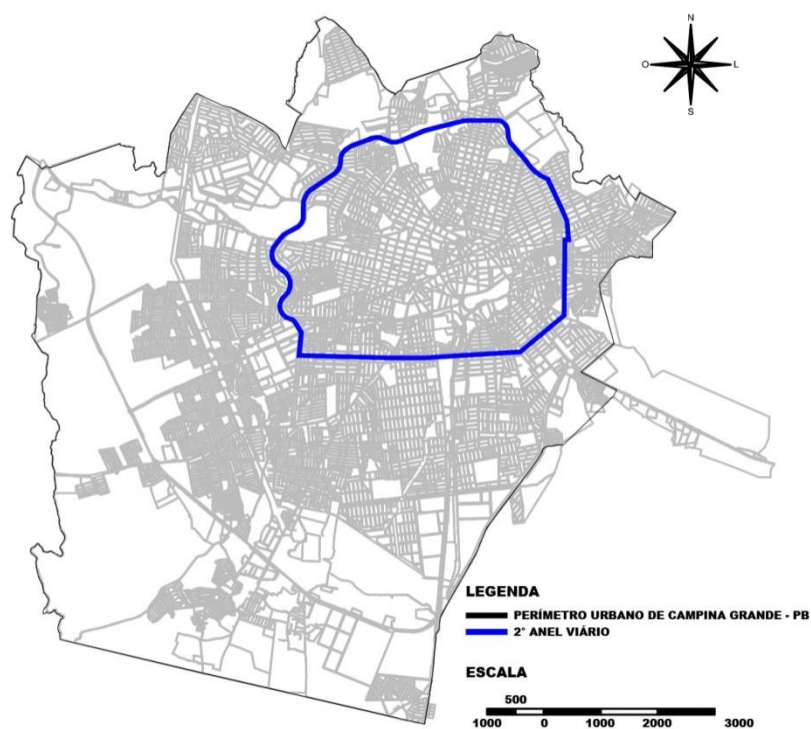 N
O L
S
LEGENDA
PERÍMETRO URBANO DE CAMPINA GRANDE - PB
2° ANEL VIÁRIO
ESCALA
500
1000 0 1000 2000 3000